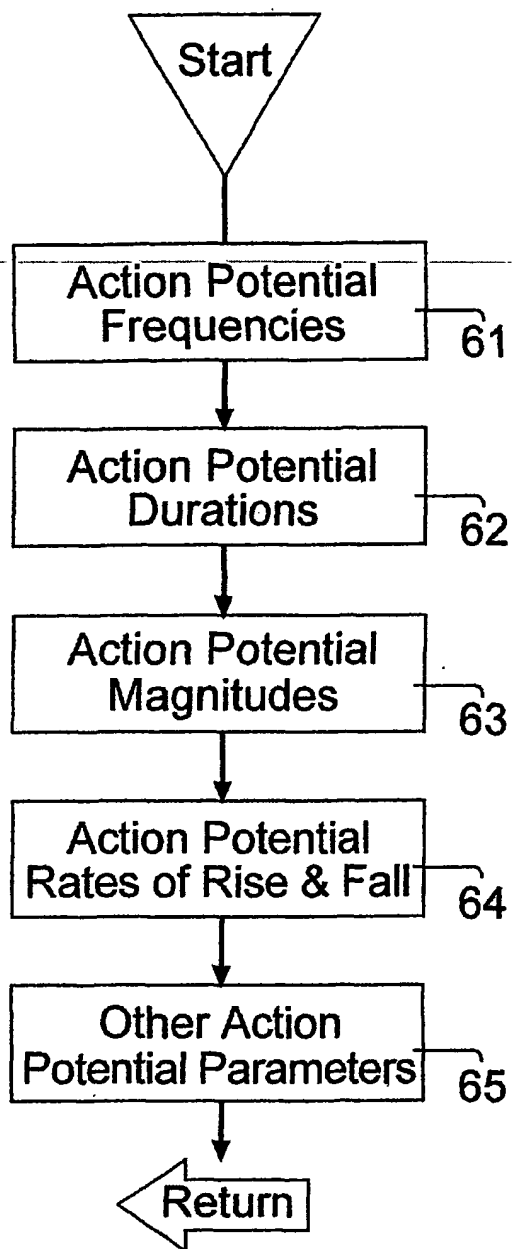 Start
Action Potential
Frequencies
61
Action Potential
Durations
62
Action Potential
Magnitudes
63
Action Potential
Rates of Rise & Fall
64
Other Action
Potential Parameters
65
Return